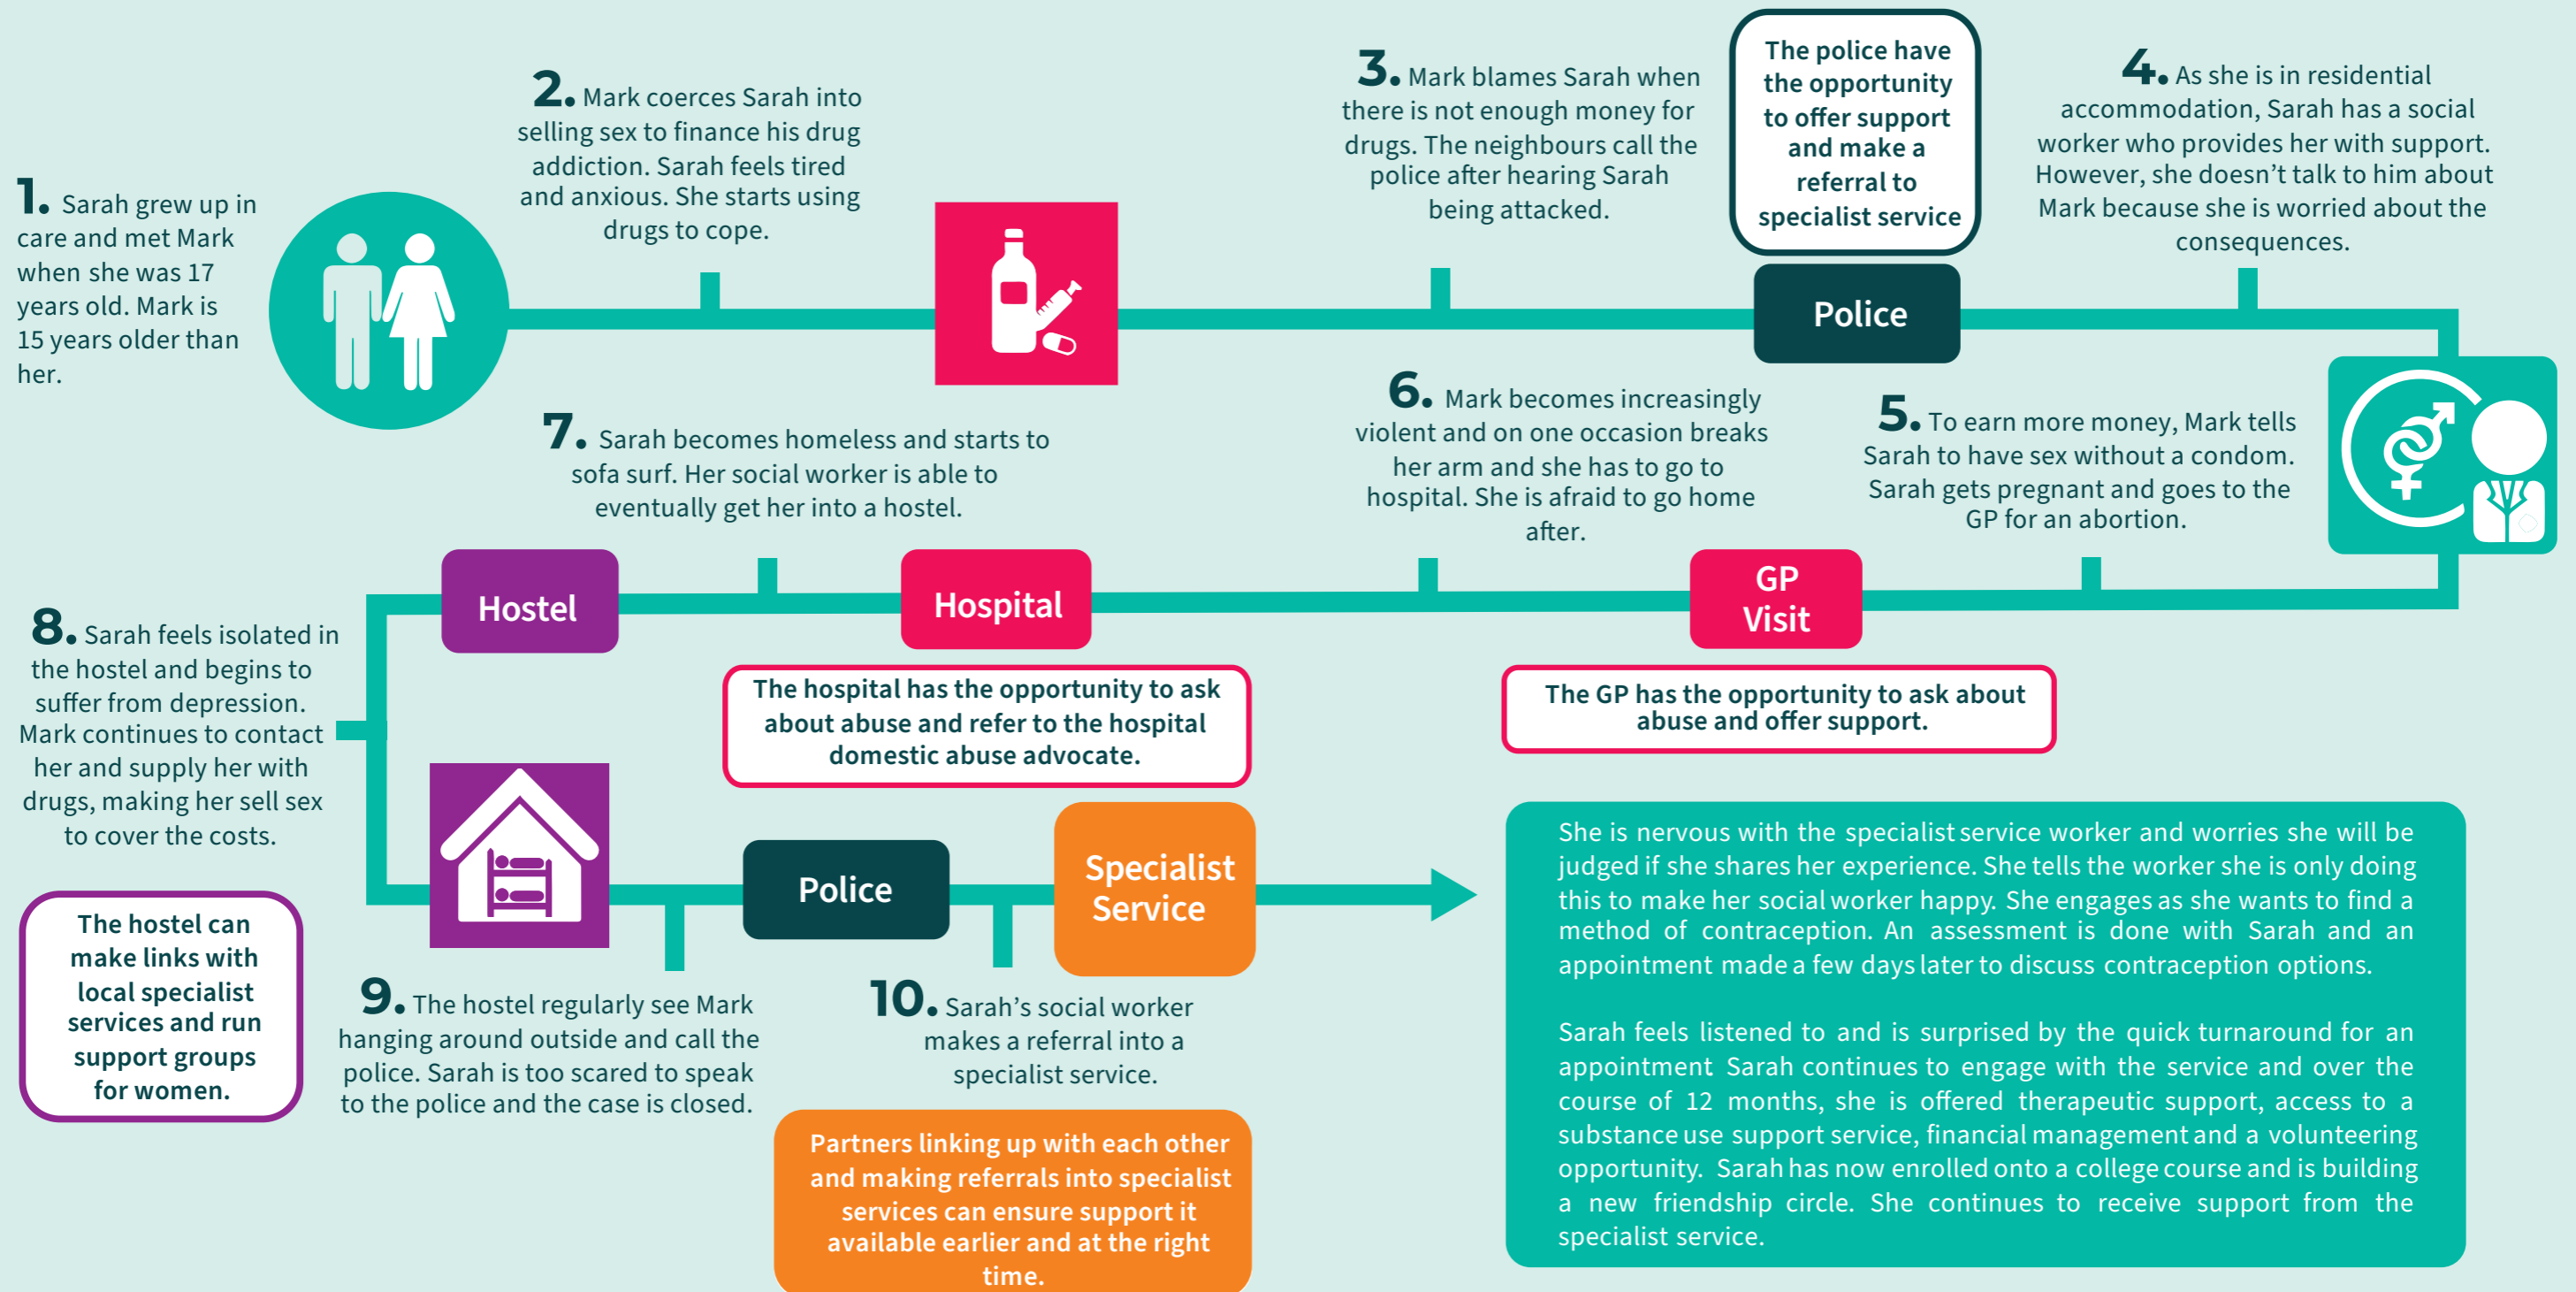 1. Sarah grew up in
care and met Mark
when she was 17
years old. Mark is
15 years older than
her.
2. Mark coerces Sarah into
selling sex to finance his drug
addiction. Sarah feels tired
and anxious. She starts using
drugs to cope.
3. Mark blames Sarah when
there is not enough money for
drugs. The neighbours call the
police after hearing Sarah
being attacked.
The police have
the opportunity
to offer support
and make a
referral to
specialist service
Police
4. As she is in residential
accommodation, Sarah has a social
worker who provides her with support.
However, she doesn’t talk to him about
Mark because she is worried about the
consequences.
5. To earn more money, Mark tells
Sarah to have sex without a condom.
Sarah gets pregnant and goes to the
GP for an abortion.
GP
Visit
The GP has the opportunity to ask about
abuse and offer support.
6. Mark becomes increasingly
violent and on one occasion breaks
her arm and she has to go to
hospital. She is afraid to go home
after.
Hospital
The hospital has the opportunity to ask
about abuse and refer to the hospital
domestic abuse advocate.
7. Sarah becomes homeless and starts to
sofa surf. Her social worker is able to
eventually get her into a hostel.
Hostel
8. Sarah feels isolated in
the hostel and begins to
suffer from depression.
Mark continues to contact
her and supply her with
drugs, making her sell sex
to cover the costs.
The hostel can
make links with
local specialist
services and run
support groups
for women.
9. The hostel regularly see Mark
hanging around outside and call the
police. Sarah is too scared to speak
to the police and the case is closed.
Police
10. Sarah’s social worker
makes a referral into a
specialist service.
Specialist
Service
Partners linking up with each other
and making referrals into specialist
services can ensure support it
available earlier and at the right
time.
She is nervous with the specialist service worker and worries she will be
judged if she shares her experience. She tells the worker she is only doing
this to make her social worker happy. She engages as she wants to find a
method of contraception. An assessment is done with Sarah and an
appointment made a few days later to discuss contraception options.
Sarah feels listened to and is surprised by the quick turnaround for an
appointment Sarah continues to engage with the service and over the
course of 12 months, she is offered therapeutic support, access to a
substance use support service, financial management and a volunteering
opportunity. Sarah has now enrolled onto a college course and is building
a new friendship circle. She continues to receive support from the
specialist service.